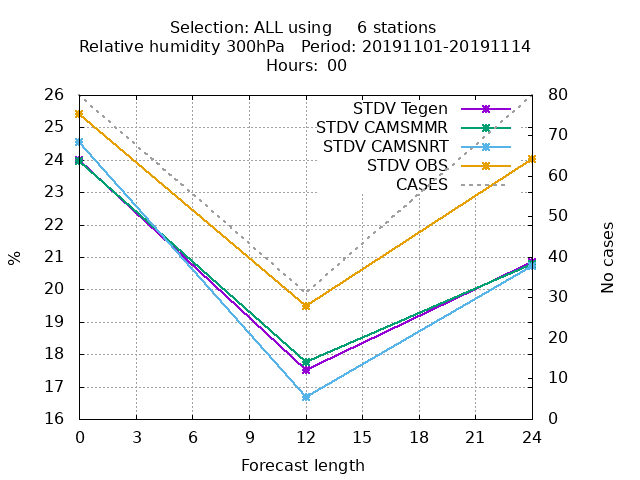 Selection: ALL using     6 stations
Relative humidity 300hPa   Period: 20191101-20191114
Hours:  00
STDV Tegen
STDV CAMSMMR
STDV CAMSNRT
STDV OBS
CASES
26
25
24
23
22
21
20
19
18
17
16
%
80
70
60
50
40
30
20
10
0
No cases
0 3 6 9 12 15 18 21 24
Forecast length